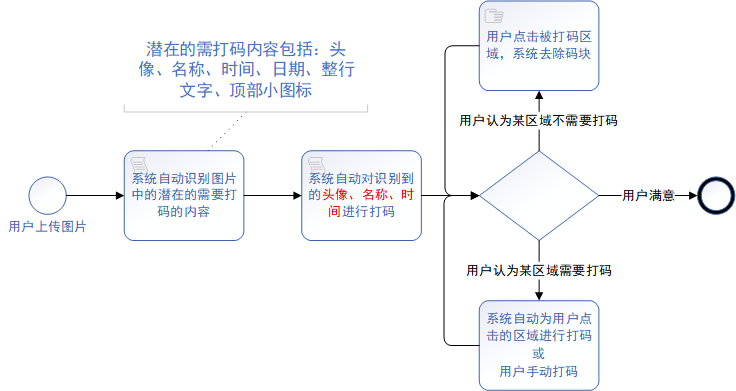 潜在的需打码内容包括：头
像、名称、时间、日期、整行
文字、顶部小图标
用户上传图片
系统自动识别图片
中的潜在的需要打
码的内容
系统自动对识别到
的头像、名称、时
间进行打码
用户点击被打码区
域，系统去除码块
用户认为某区域不需要打码
用户满意
用户认为某区域需要打码
系统自动为用户点
击的区域进行打码
或
用户手动打码